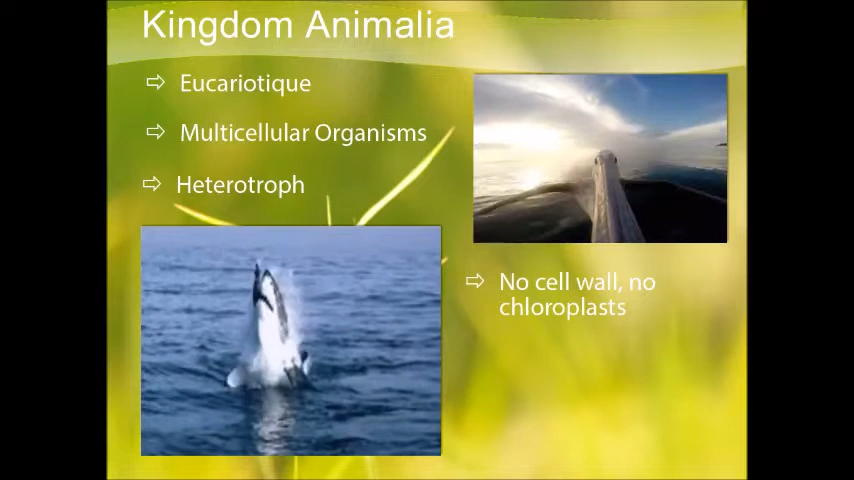 Kingdom Animalia
⇨ Eucariotique
⇨ Multicellular Organisms
⇨ Heterotroph
⇨ No cell wall, no
chloroplasts